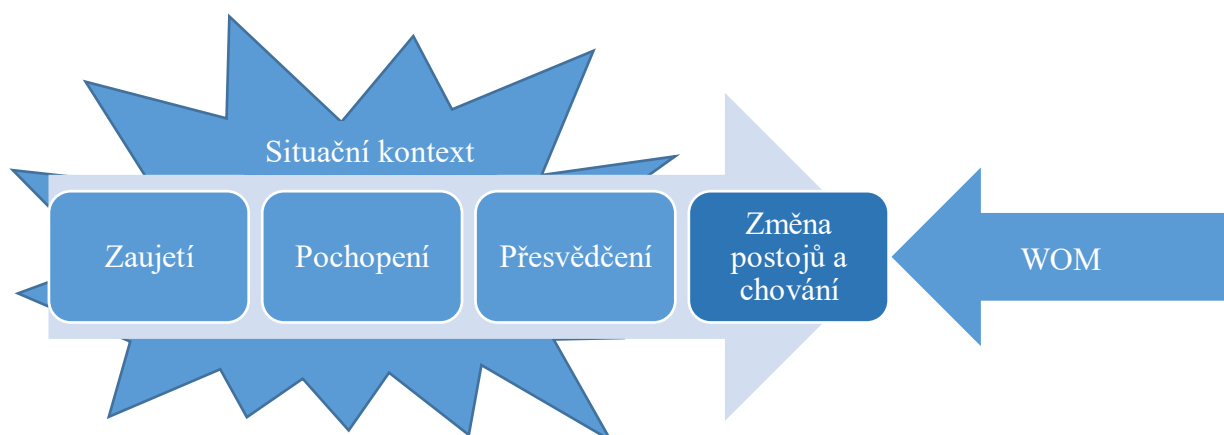 Situační kontext
Zaujetí
Pochopení
Přesvědčení
Změna
postojů a
chování
WOM